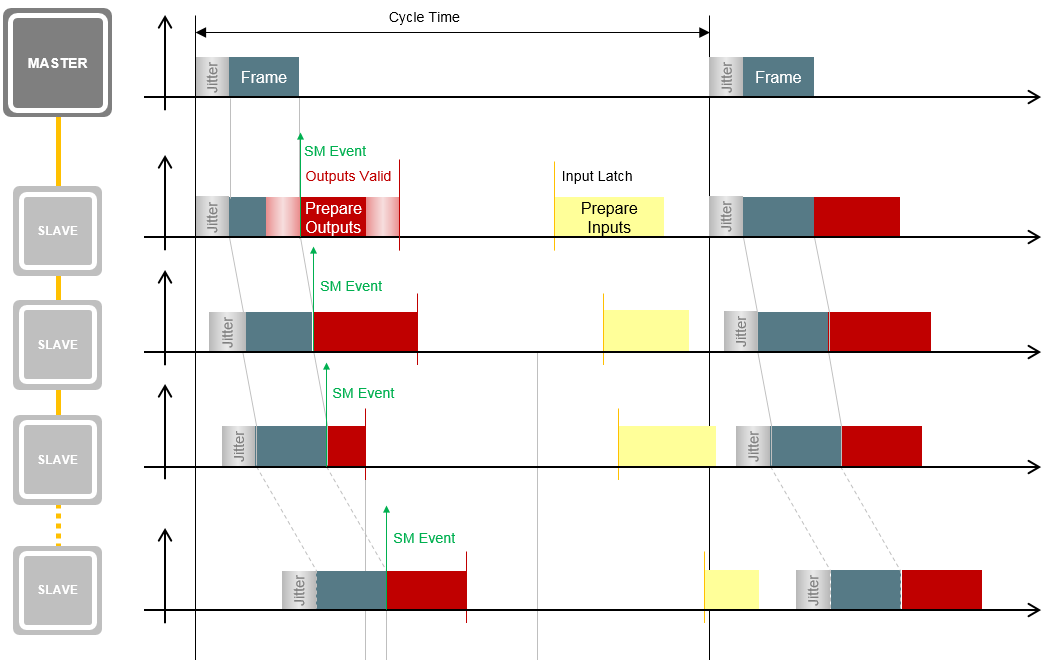 Cycle Time
MASTER
Jitter
Frame
Jitter
Frame
SM Event
Outputs Valid
Input Latch
SLAVE
Jitter
Prepare
Outputs
Prepare
Inputs
Jitter
SM Event
SLAVE
Jitter
Jitter
SM Event
SLAVE
Jitter
Jitter
SM Event
SLAVE
Jitter
Jitter